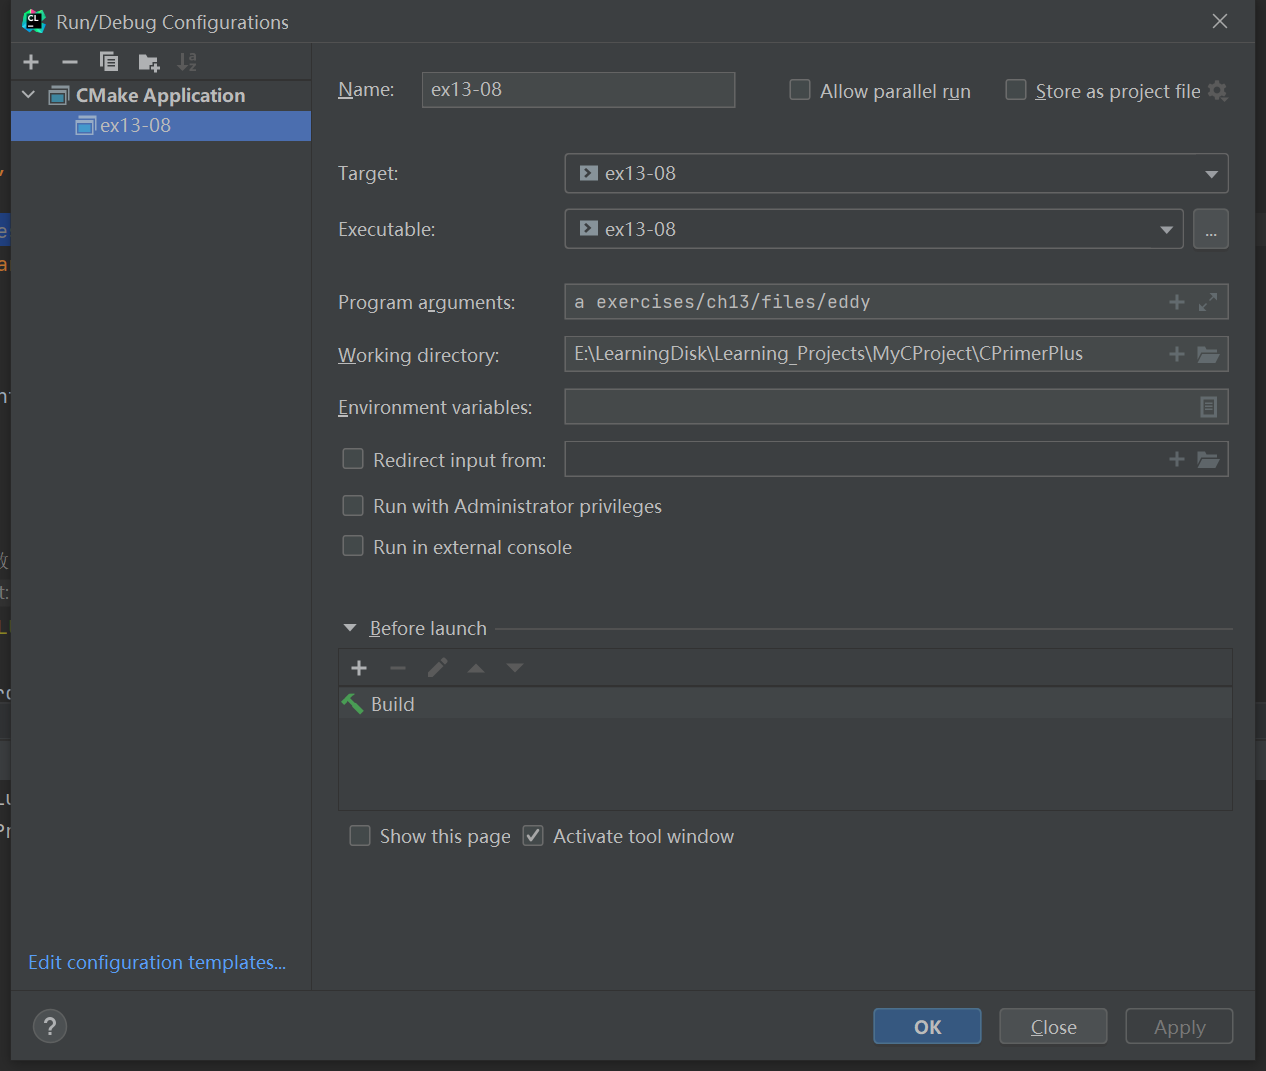 Run/Debug Configurations
CMake Application
ex13-08
Name: ex13-08 Allow parallel run Store as project file
Target: ex13-08
Executable: ex13-08 ...
Program arguments: a exercises/ch13/files/eddy
Working directory: E:\LearningDisk\Learning_Projects\MyCProject\CPrimerPlus
Environment variables:
Redirect input from:
Run with Administrator privileges
Run in external console
Before launch
Build
Show this page Activate tool window
Edit configuration templates...
? OK Close Apply